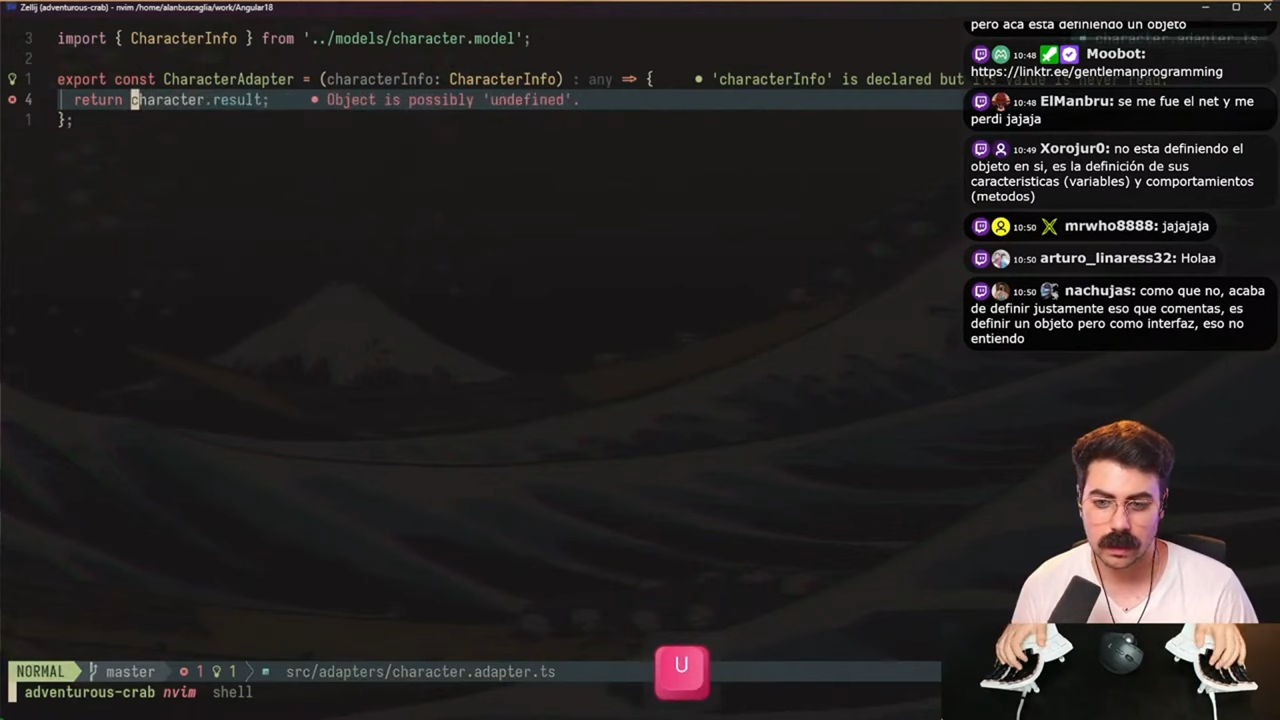 Zellij (adventurous-crab) - nvim /home/alanbuscaglia/work/Angular18
3 import { CharacterInfo } from '../models/character.model';
2
1 export const CharacterAdapter = (characterInfo: CharacterInfo) : any => { ● 'characterInfo' is declared but
4 return character.result; ● Object is possibly 'undefined'.
1 };
pero aca esta definiendo un objeto
10:48 Moobot:
https://linktr.ee/gentlemanprogramming
10:48 ElManbru: se me fue el net y me
perdi jajaja
10:49 Xorojur0: no esta definiendo el
objeto en si, es la definición de sus
caracteristicas (variables) y comportamientos
(metodos)
10:50 mrwho8888: jajajaja
10:50 arturo_linaress32: Holaa
10:50 nachujas: como que no, acaba
de definir justamente eso que comentas, es
definir un objeto pero como interfaz, eso no
entiendo
U
NORMAL master 1 1 src/adapters/character.adapter.ts
adventurous-crab nvim shell